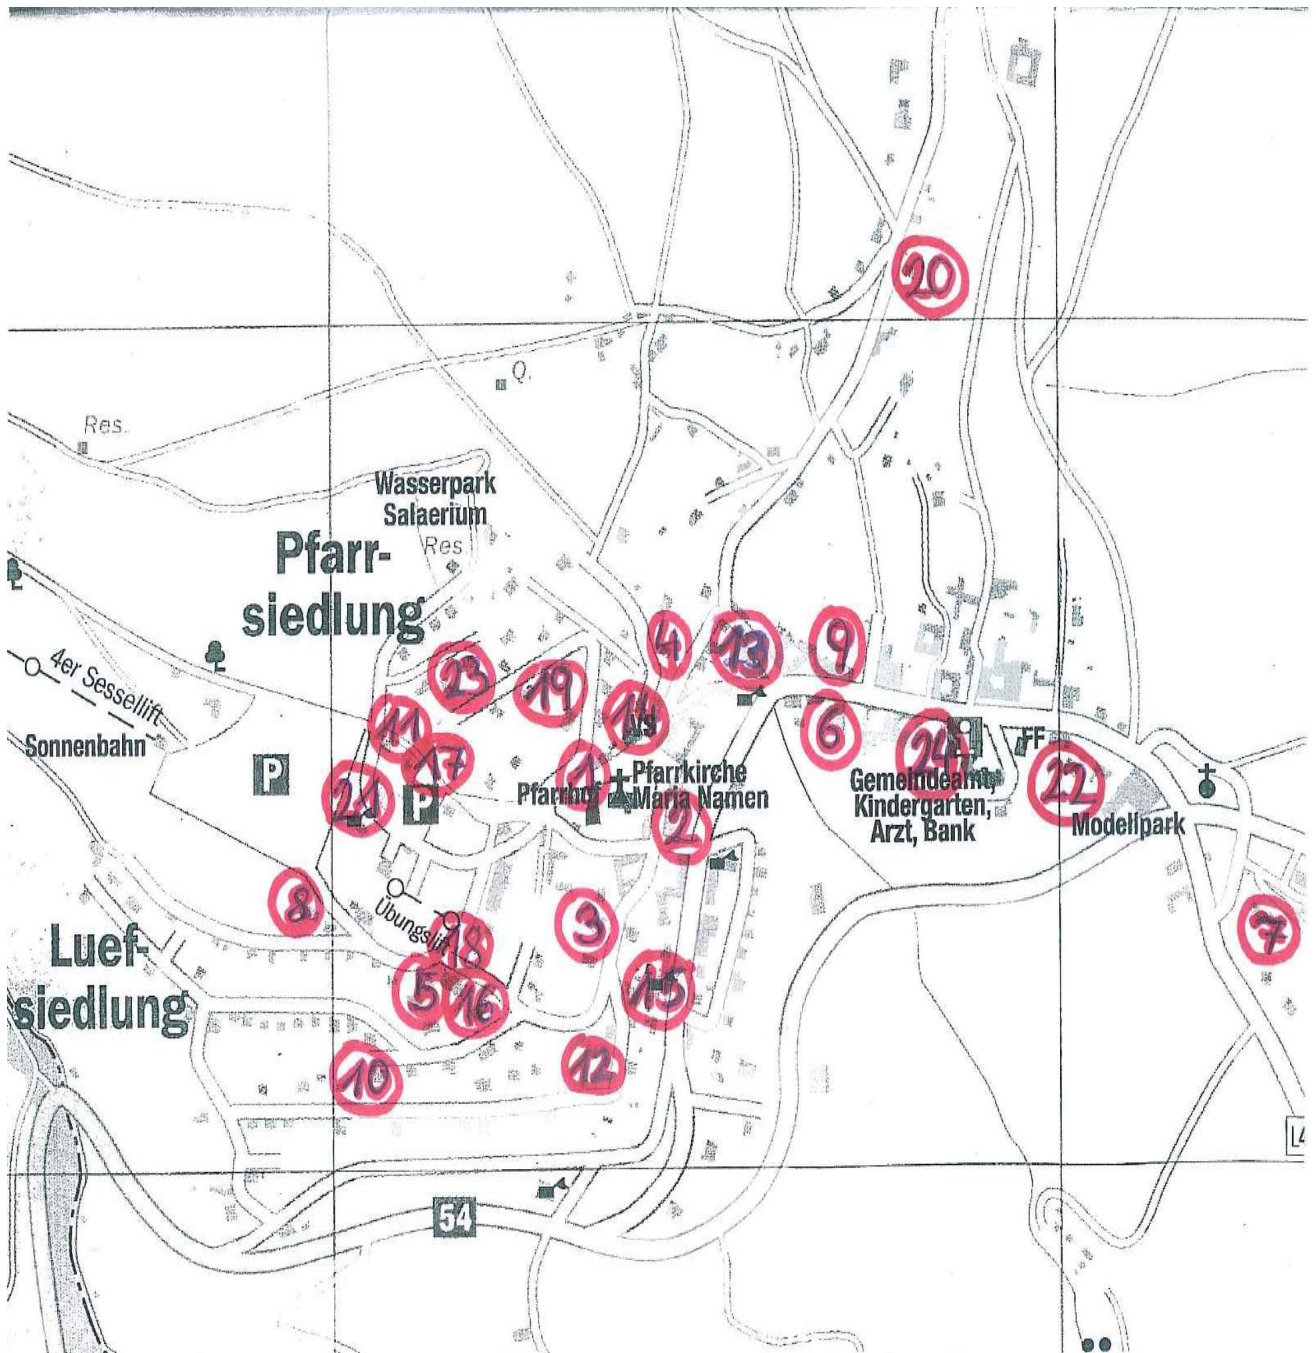 20
Q.
Res.
Wasserpark
Salaerium
Res.
Pfarr-
siedlung
4
13
9
23
19
14
VS
11
6
17
1
24
FF
22
4er Sessellift
Sonnenbahn
P
21
P
Pfarrhof
Pfarrkirche
Maria Namen
2
Gemeindeamt,
Kindergarten,
Arzt, Bank
Modellpark
8
Übungslift
18
3
7
Luef-
siedlung
5
16
15
10
12
L4
54